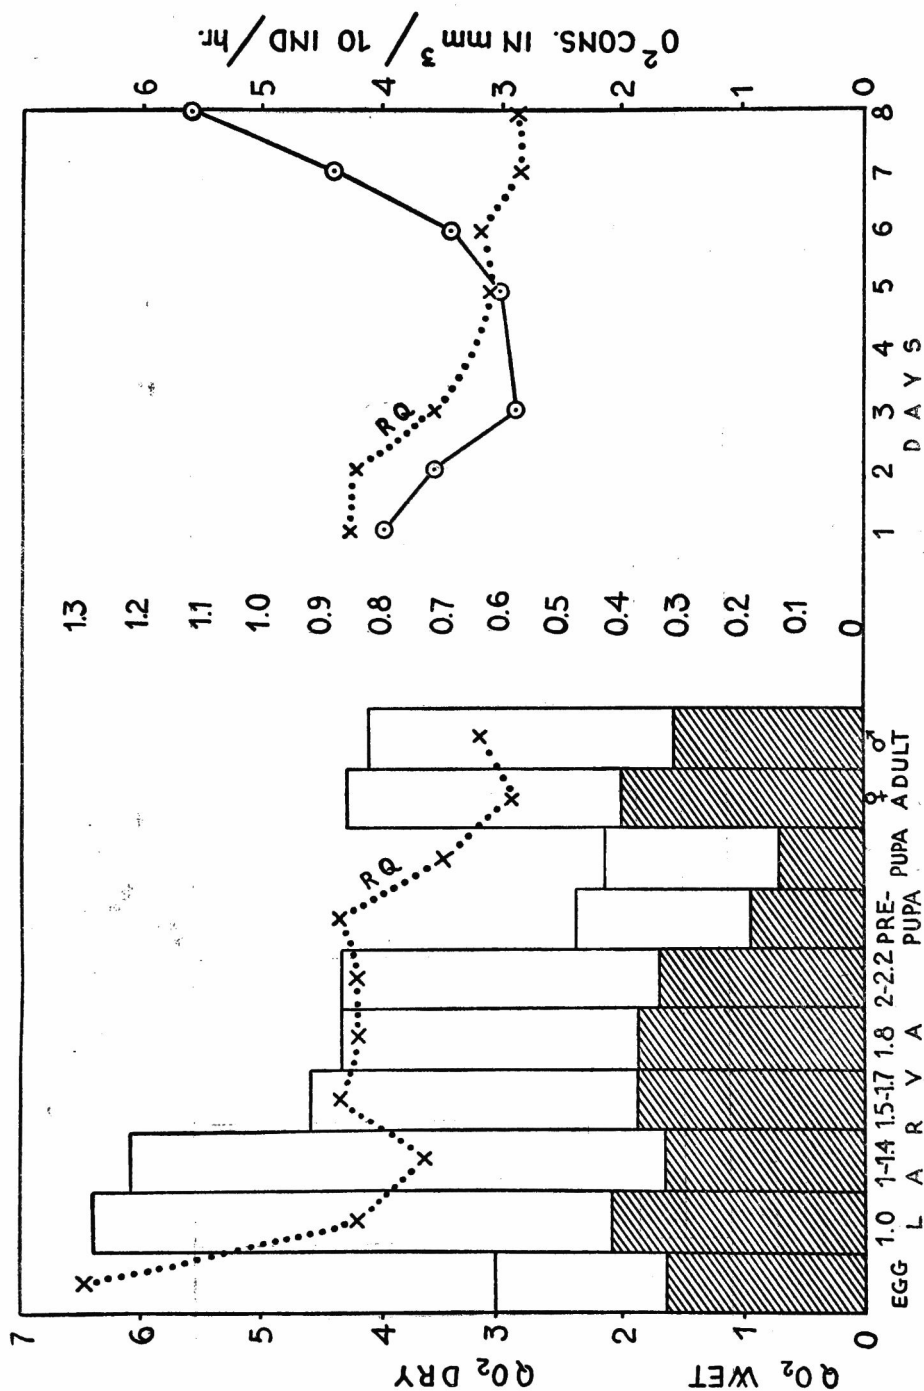 7
6
5
4
3
2
1
0
QO₂ DRY
QO₂ WET
RQ
EGG 1.0 1-1.4 1.5-1.7 1.8 2-2.2 PRE-PUPA PUPA ♀ ♂
ADULT
L A R V A
1.3
1.2
1.1
1.0
0.9
0.8
0.7
0.6
0.5
0.4
0.3
0.2
0.1
0
RQ
1 2 3 4 5 6 7 8
D A Y S
6
5
4
3
2
1
0
O² CONS. IN mm³/10 IND/hr.